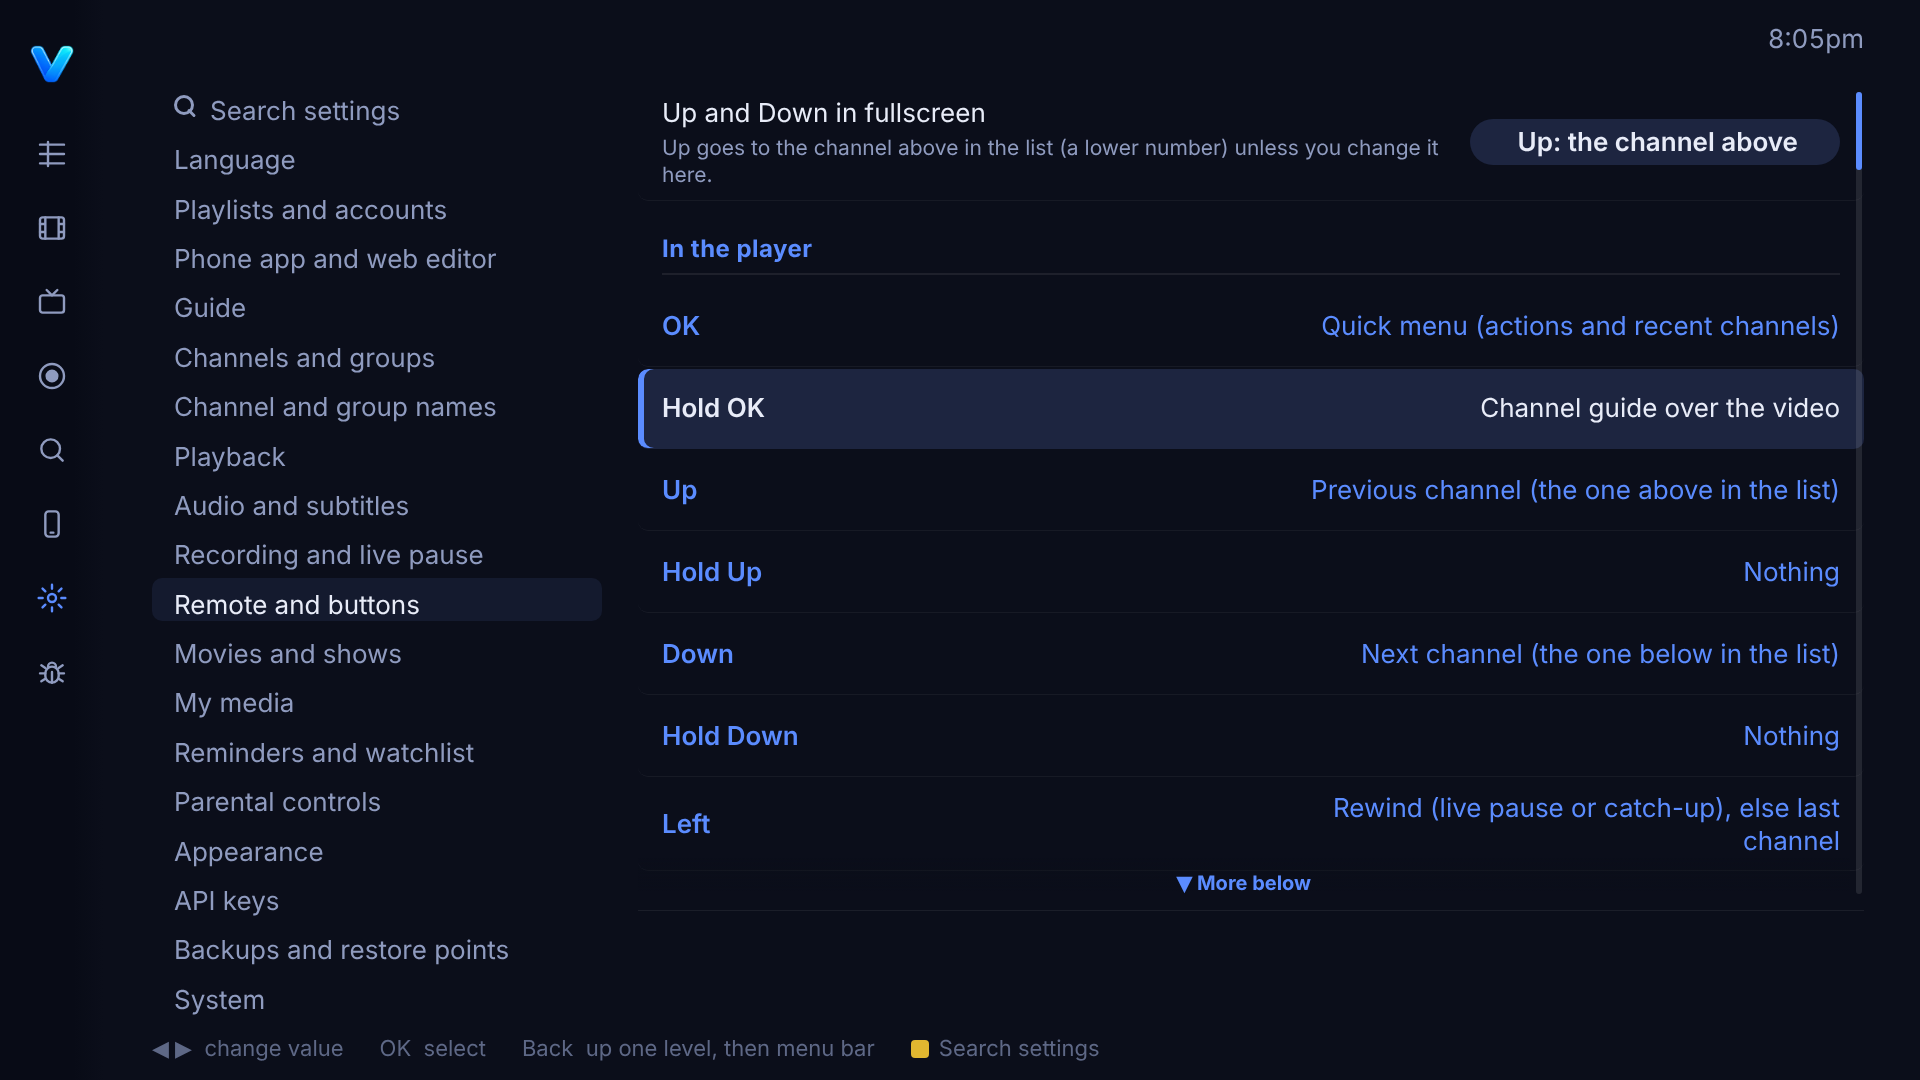 8:05pm
Search settings
Language
Playlists and accounts
Phone app and web editor
Guide
Channels and groups
Channel and group names
Playback
Audio and subtitles
Recording and live pause
Remote and buttons
Movies and shows
My media
Reminders and watchlist
Parental controls
Appearance
API keys
Backups and restore points
System
Up and Down in fullscreen
Up goes to the channel above in the list (a lower number) unless you change it
here.
Up: the channel above
In the player
OK Quick menu (actions and recent channels)
Hold OK Channel guide over the video
Up Previous channel (the one above in the list)
Hold Up Nothing
Down Next channel (the one below in the list)
Hold Down Nothing
Left Rewind (live pause or catch-up), else last
channel
▼ More below
◀ ▶ change value OK select Back up one level, then menu bar Search settings